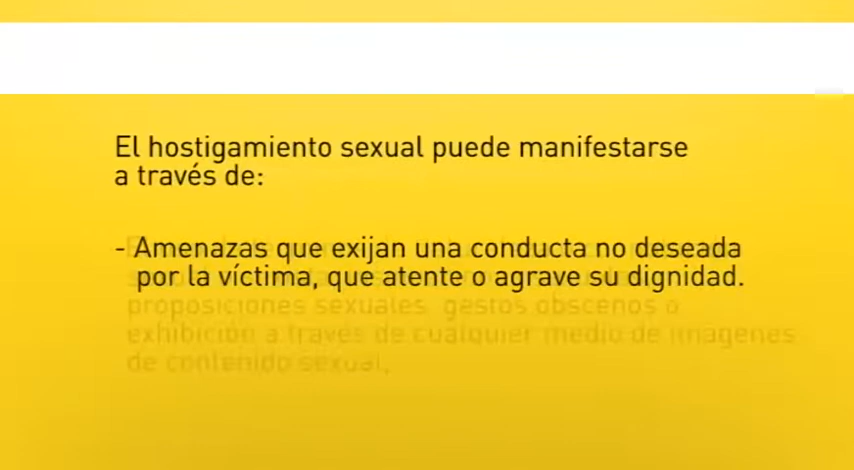 El hostigamiento sexual puede manifestarse
a través de:
- Amenazas que exijan una conducta no deseada
por la víctima, que atente o agrave su dignidad.
proposiciones sexuales, gestos obscenos o
exhibición a través de cualquier medio de imágenes
de contenido sexual,